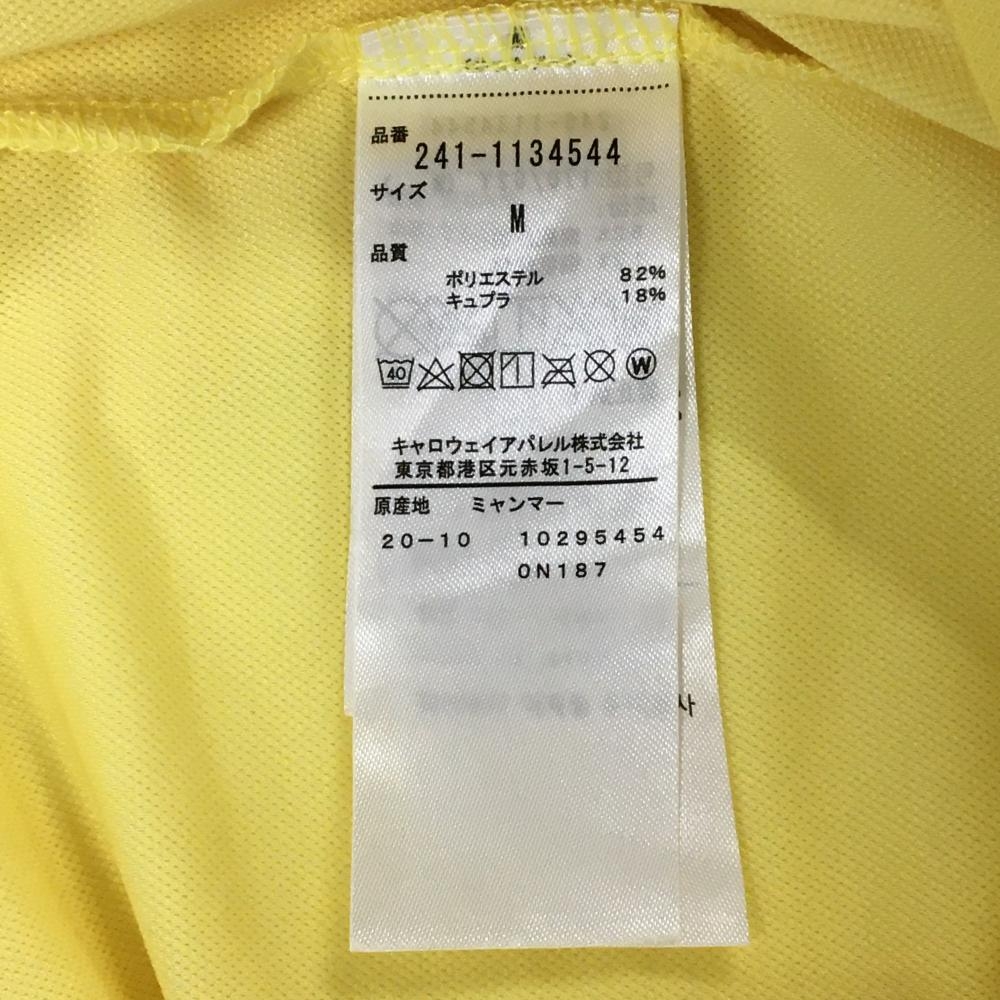 品番
241-1134544
サイズ
M
品質
ポリエステル 82%
キュプラ 18%
40 W
キャロウェイアパレル株式会社
東京都港区元赤坂1-5-12
原産地 ミャンマー
20-10 10295454
0N187
사